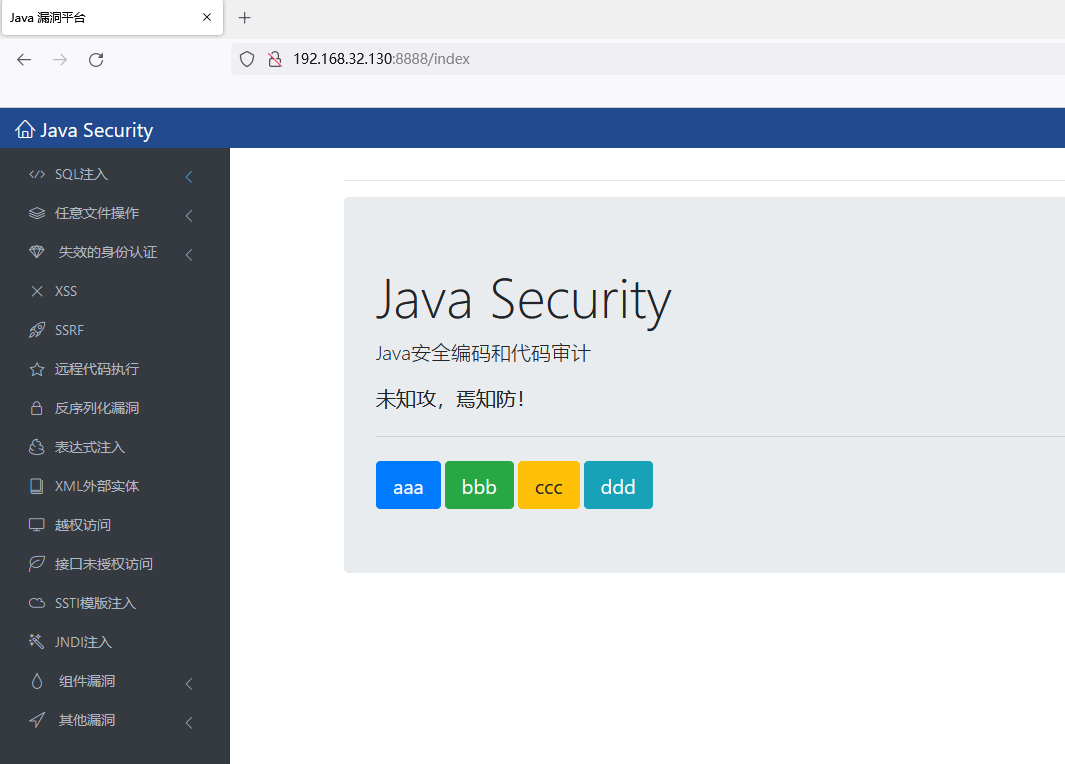 Java 漏洞平台
192.168.32.130:8888/index
Java Security
SQL注入
任意文件操作
失效的身份认证
XSS
SSRF
远程代码执行
反序列化漏洞
表达式注入
XML外部实体
越权访问
接口未授权访问
SSTI模版注入
JNDI注入
组件漏洞
其他漏洞
Java Security
Java安全编码和代码审计
未知攻，焉知防！
aaa bbb ccc ddd